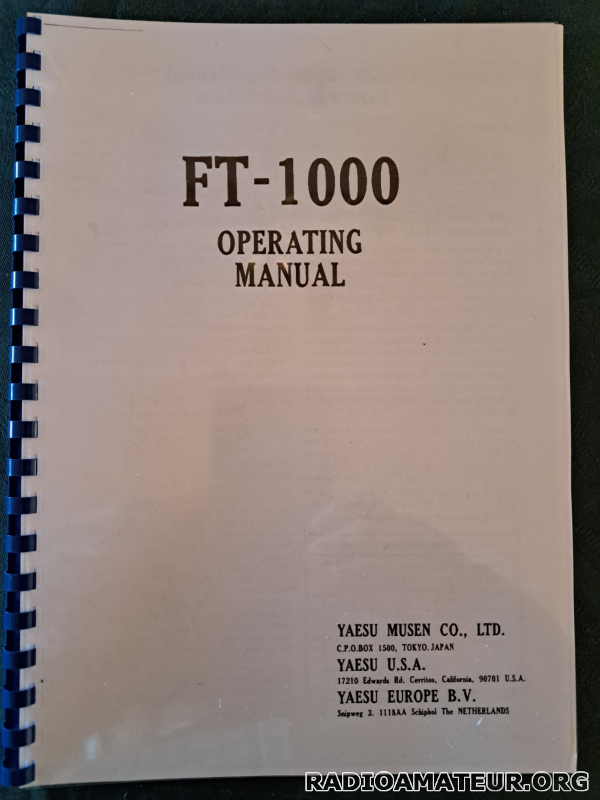 FT-1000
OPERATING
MANUAL
YAESU MUSEN CO., LTD.
C.P.O.BOX 1500, TOKYO. JAPAN
YAESU U.S.A.
17210 Edwards Rd. Cerritos, California, 90701 U.S.A.
YAESU EUROPE B.V.
Snipweg 3. 1118AA Schiphol The NETHERLANDS
RADIOAMATEUR.ORG